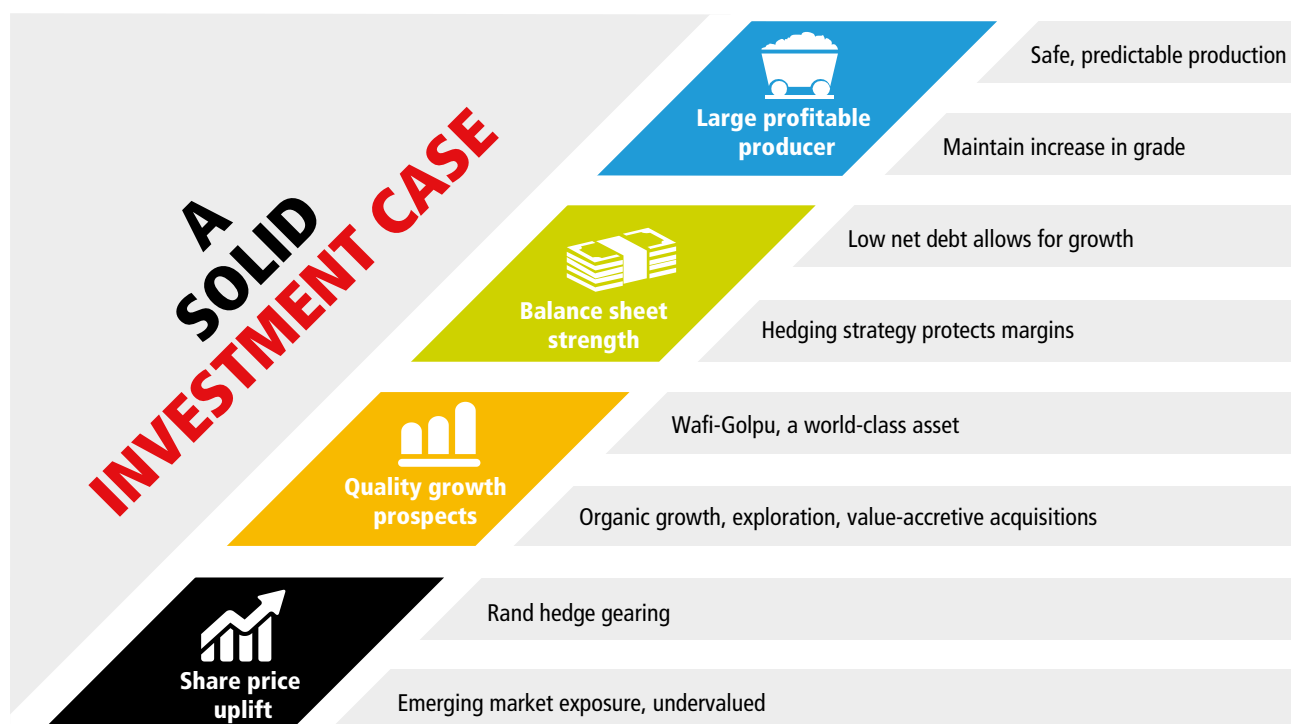 A
SOLID
INVESTMENT CASE
Large profitable
producer
Safe, predictable production
Maintain increase in grade
Balance sheet
strength
Low net debt allows for growth
Hedging strategy protects margins
Quality growth
prospects
Wafi-Golpu, a world-class asset
Organic growth, exploration, value-accretive acquisitions
Share price
uplift
Rand hedge gearing
Emerging market exposure, undervalued